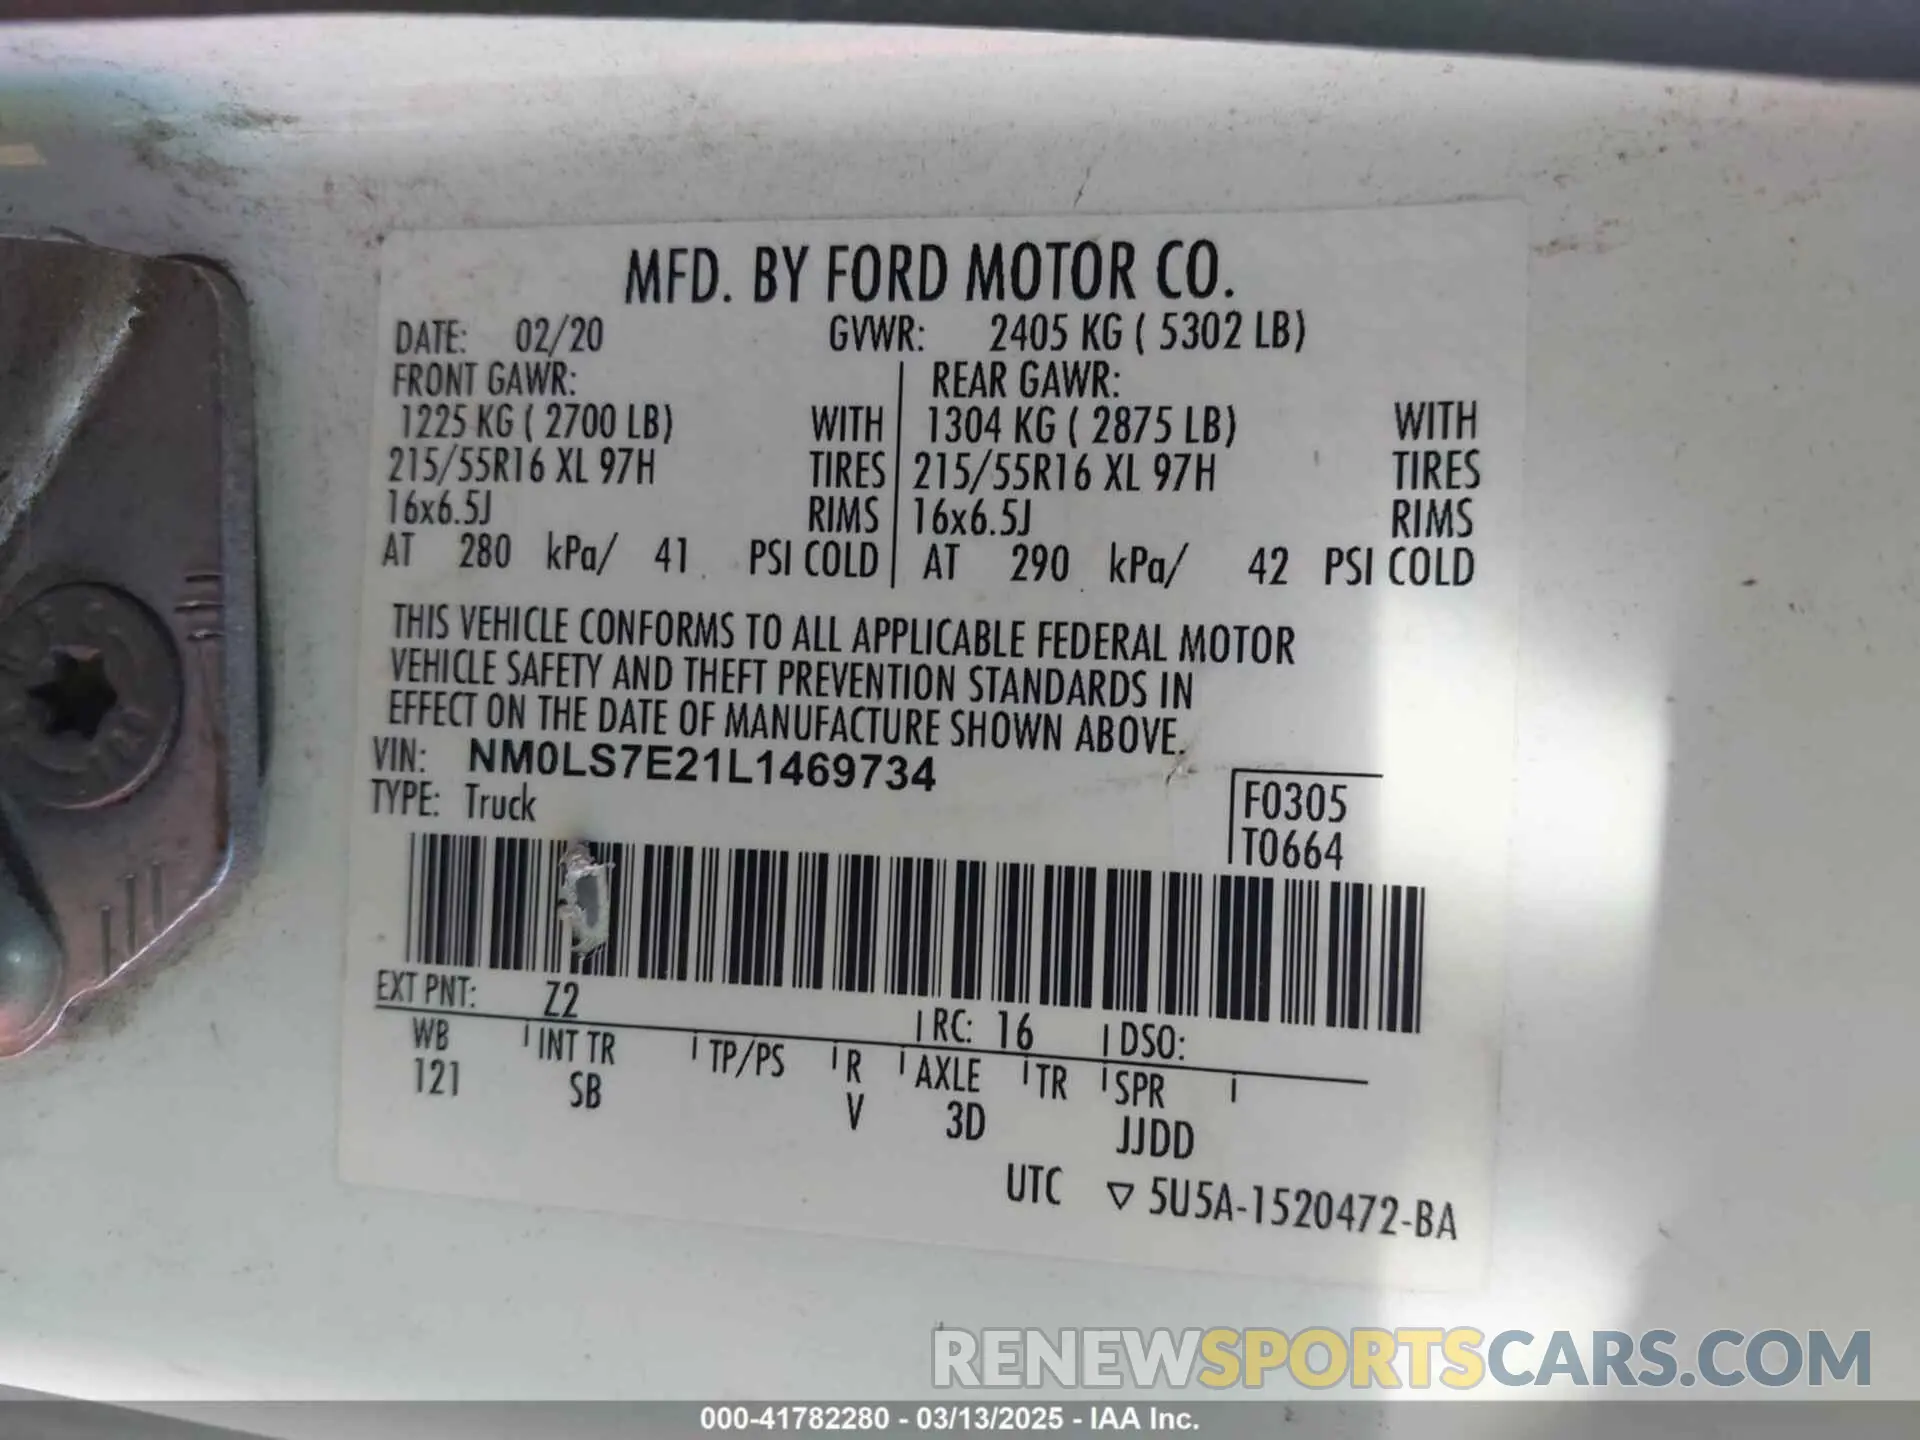 MFD. BY FORD MOTOR CO.
DATE: 02/20 GVWR: 2405 KG ( 5302 LB)
FRONT GAWR: REAR GAWR:
1225 KG ( 2700 LB) WITH 1304 KG ( 2875 LB) WITH
215/55R16 XL 97H TIRES 215/55R16 XL 97H TIRES
16x6.5J RIMS 16x6.5J RIMS
AT 280 kPa/ 41 PSI COLD AT 290 kPa/ 42 PSI COLD
THIS VEHICLE CONFORMS TO ALL APPLICABLE FEDERAL MOTOR
VEHICLE SAFETY AND THEFT PREVENTION STANDARDS IN
EFFECT ON THE DATE OF MANUFACTURE SHOWN ABOVE.
VIN: NM0LS7E21L1469734
TYPE: Truck
F0305
T0664
EXT PNT: Z2 RC: 16 DSO:
WB INT TR TP/PS R AXLE TR SPR
121 SB V 3D JJDD
UTC ▽ 5U5A-1520472-BA
RENEWSPORTSCARS.COM
000-41782280 - 03/13/2025 - IAA Inc.